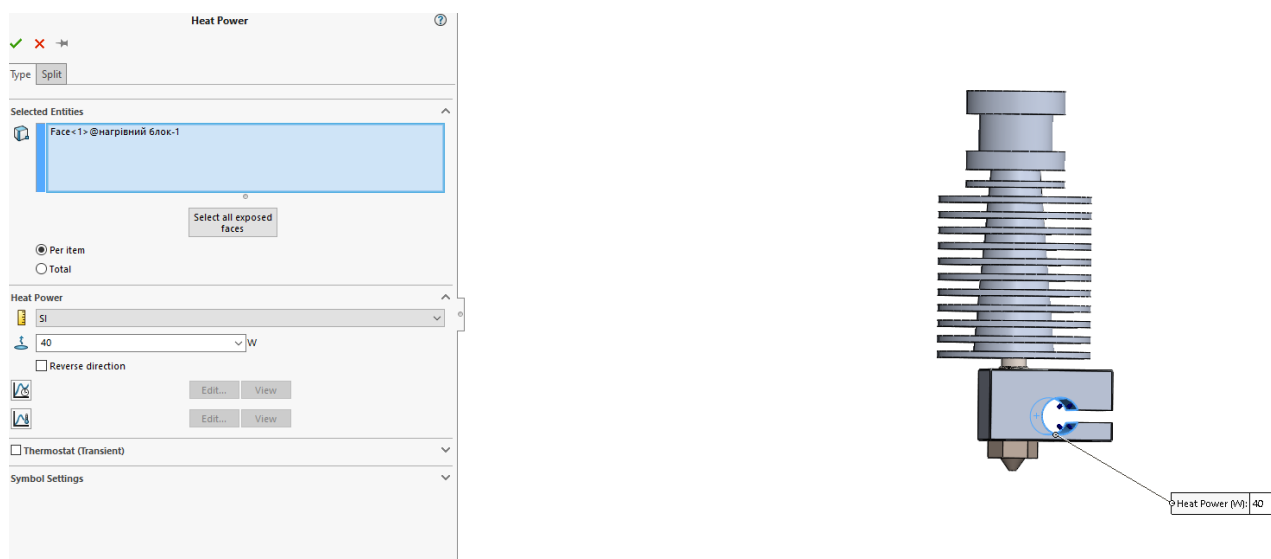 Heat Power
Type Split
Selected Entities
Face<1>@нагрівний блок-1
Select all exposed
faces
Per item
Total
Heat Power
SI
40 W
Reverse direction
Edit... View
Edit... View
Thermostat (Transient)
Symbol Settings
Heat Power (W): 40